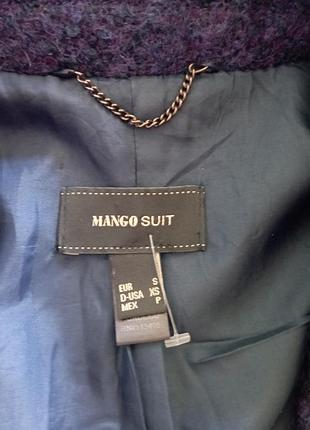 MANGO SUIT
EUR S
D-USA XS
MEX P